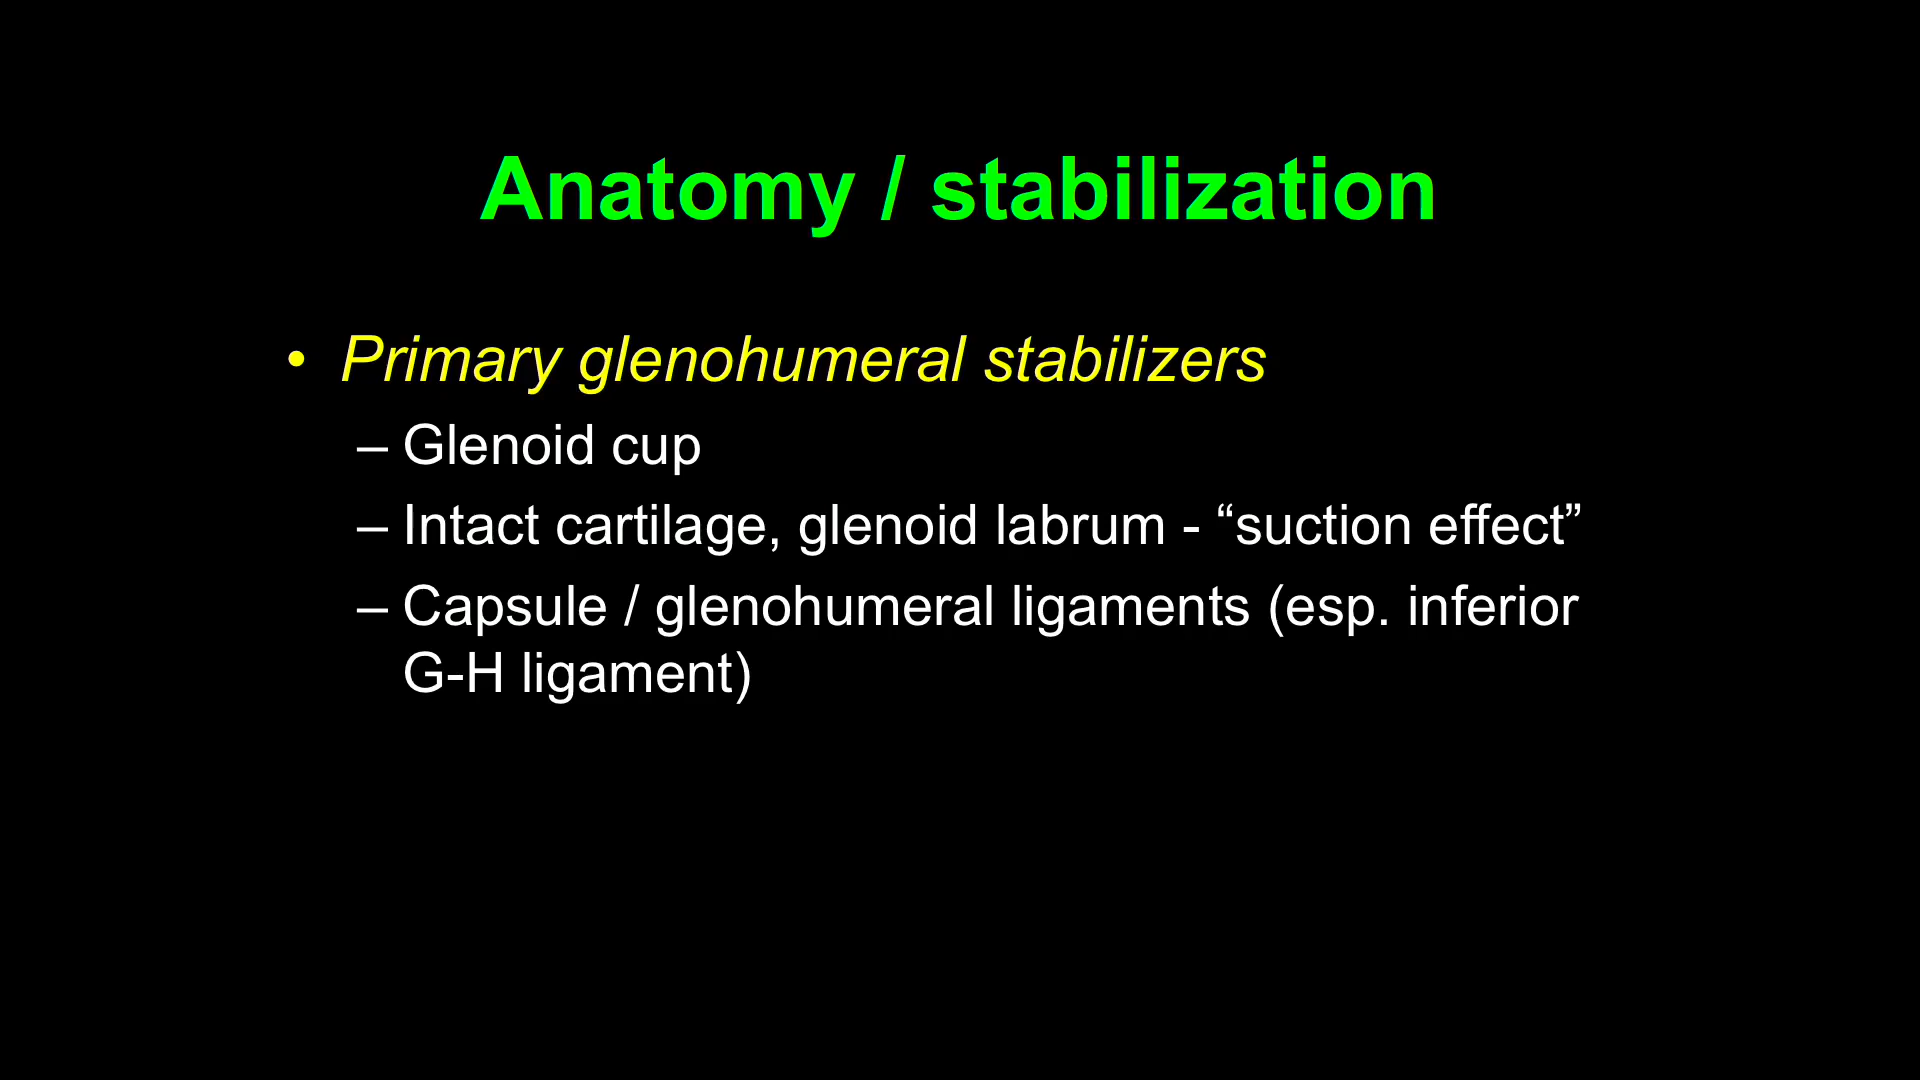 Anatomy / stabilization
• Primary glenohumeral stabilizers
– Glenoid cup
– Intact cartilage, glenoid labrum - “suction effect”
– Capsule / glenohumeral ligaments (esp. inferior
G-H ligament)